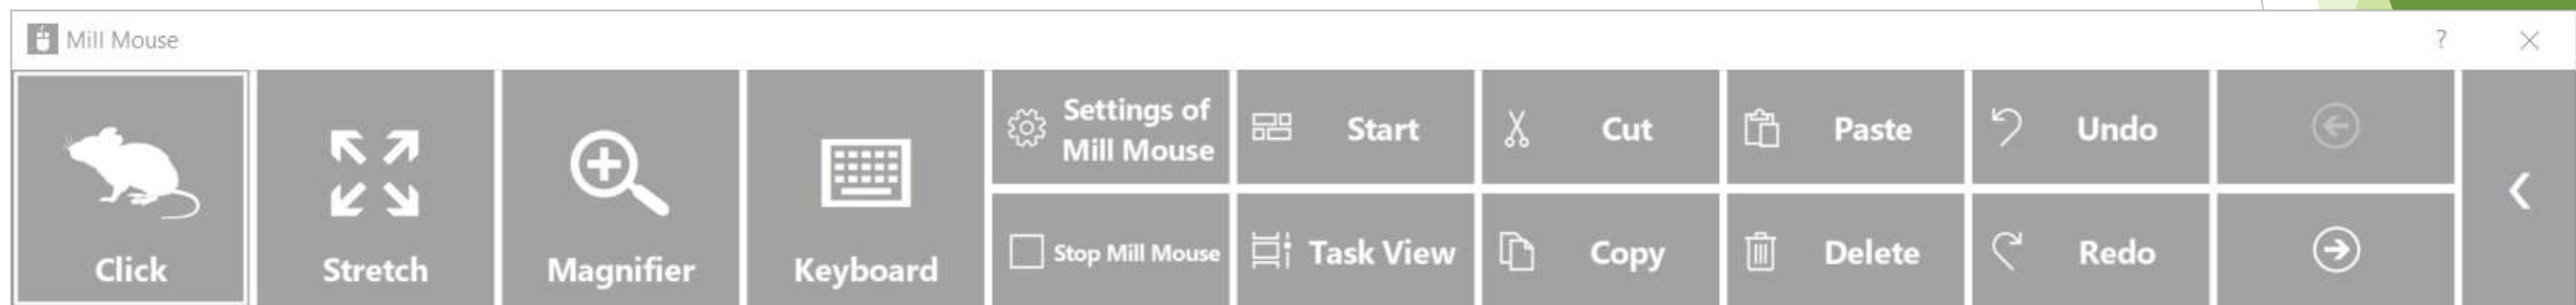 Mill Mouse
?
Click
Stretch
Magnifier
Keyboard
Settings of
Mill Mouse
Stop Mill Mouse
Start
Task View
Cut
Copy
Paste
Delete
Undo
Redo